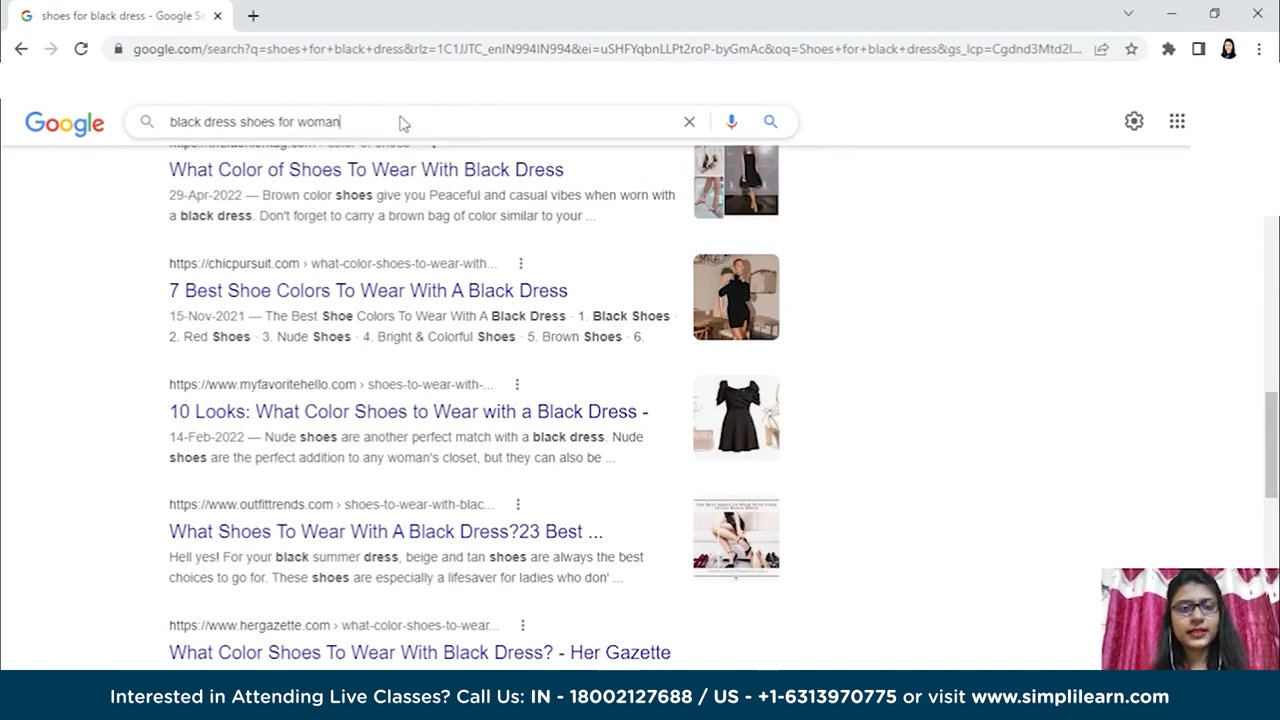 shoes for black dress - Google Se
google.com/search?q=shoes+for+black+dress&rlz=1C1JJTC_enIN994IN994&ei=uSHFYqbnLLPt2roP-byGmAc&oq=Shoes+for+black+dress&gs_lcp=Cgdnd3Mtd2l...
Google
black dress shoes for woman
What Color of Shoes To Wear With Black Dress
29-Apr-2022 — Brown color shoes give you Peaceful and casual vibes when worn with
a black dress. Don't forget to carry a brown bag of color similar to your ...
https://chicpursuit.com › what-color-shoes-to-wear-with...
7 Best Shoe Colors To Wear With A Black Dress
15-Nov-2021 — The Best Shoe Colors To Wear With A Black Dress · 1. Black Shoes ·
2. Red Shoes · 3. Nude Shoes · 4. Bright & Colorful Shoes · 5. Brown Shoes · 6.
https://www.myfavoritehello.com › shoes-to-wear-with-...
10 Looks: What Color Shoes to Wear with a Black Dress -
14-Feb-2022 — Nude shoes are another perfect match with a black dress. Nude
shoes are the perfect addition to any woman's closet, but they can also be ...
https://www.outfittrends.com › shoes-to-wear-with-blac...
What Shoes To Wear With A Black Dress?23 Best ...
Hell yes! For your black summer dress, beige and tan shoes are always the best
choices to go for. These shoes are especially a lifesaver for ladies who don' ...
https://www.hergazette.com › what-color-shoes-to-wear...
What Color Shoes To Wear With Black Dress? - Her Gazette
Interested in Attending Live Classes? Call Us: IN - 18002127688 / US - +1-6313970775 or visit www.simplilearn.com